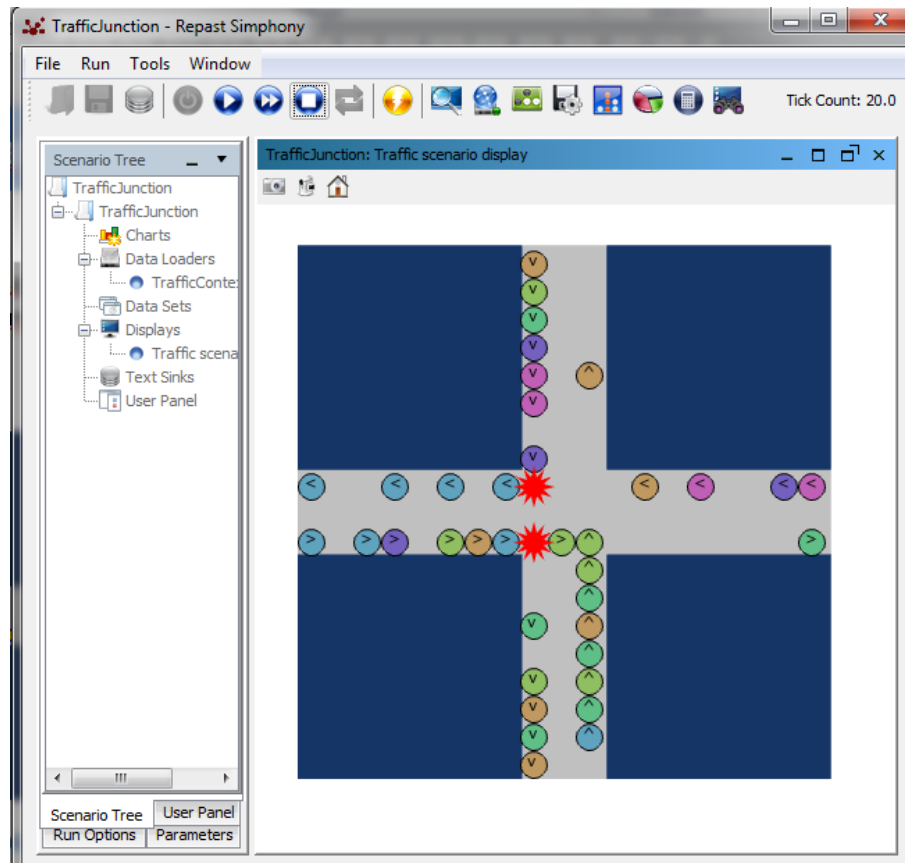 TrafficJunction - Repast Simphony
File Run Tools Window
Tick Count: 20.0
Scenario Tree
TrafficJunction
TrafficJunction
Charts
Data Loaders
TrafficConte
Data Sets
Displays
Traffic scena
Text Sinks
User Panel
Scenario Tree User Panel
Run Options Parameters
TrafficJunction: Traffic scenario display
v
v
v
v
v
v
^
v
< < < < < < < <
> > > > > > > ^ >
^
^
v ^
^
v ^
v ^
v ^
v